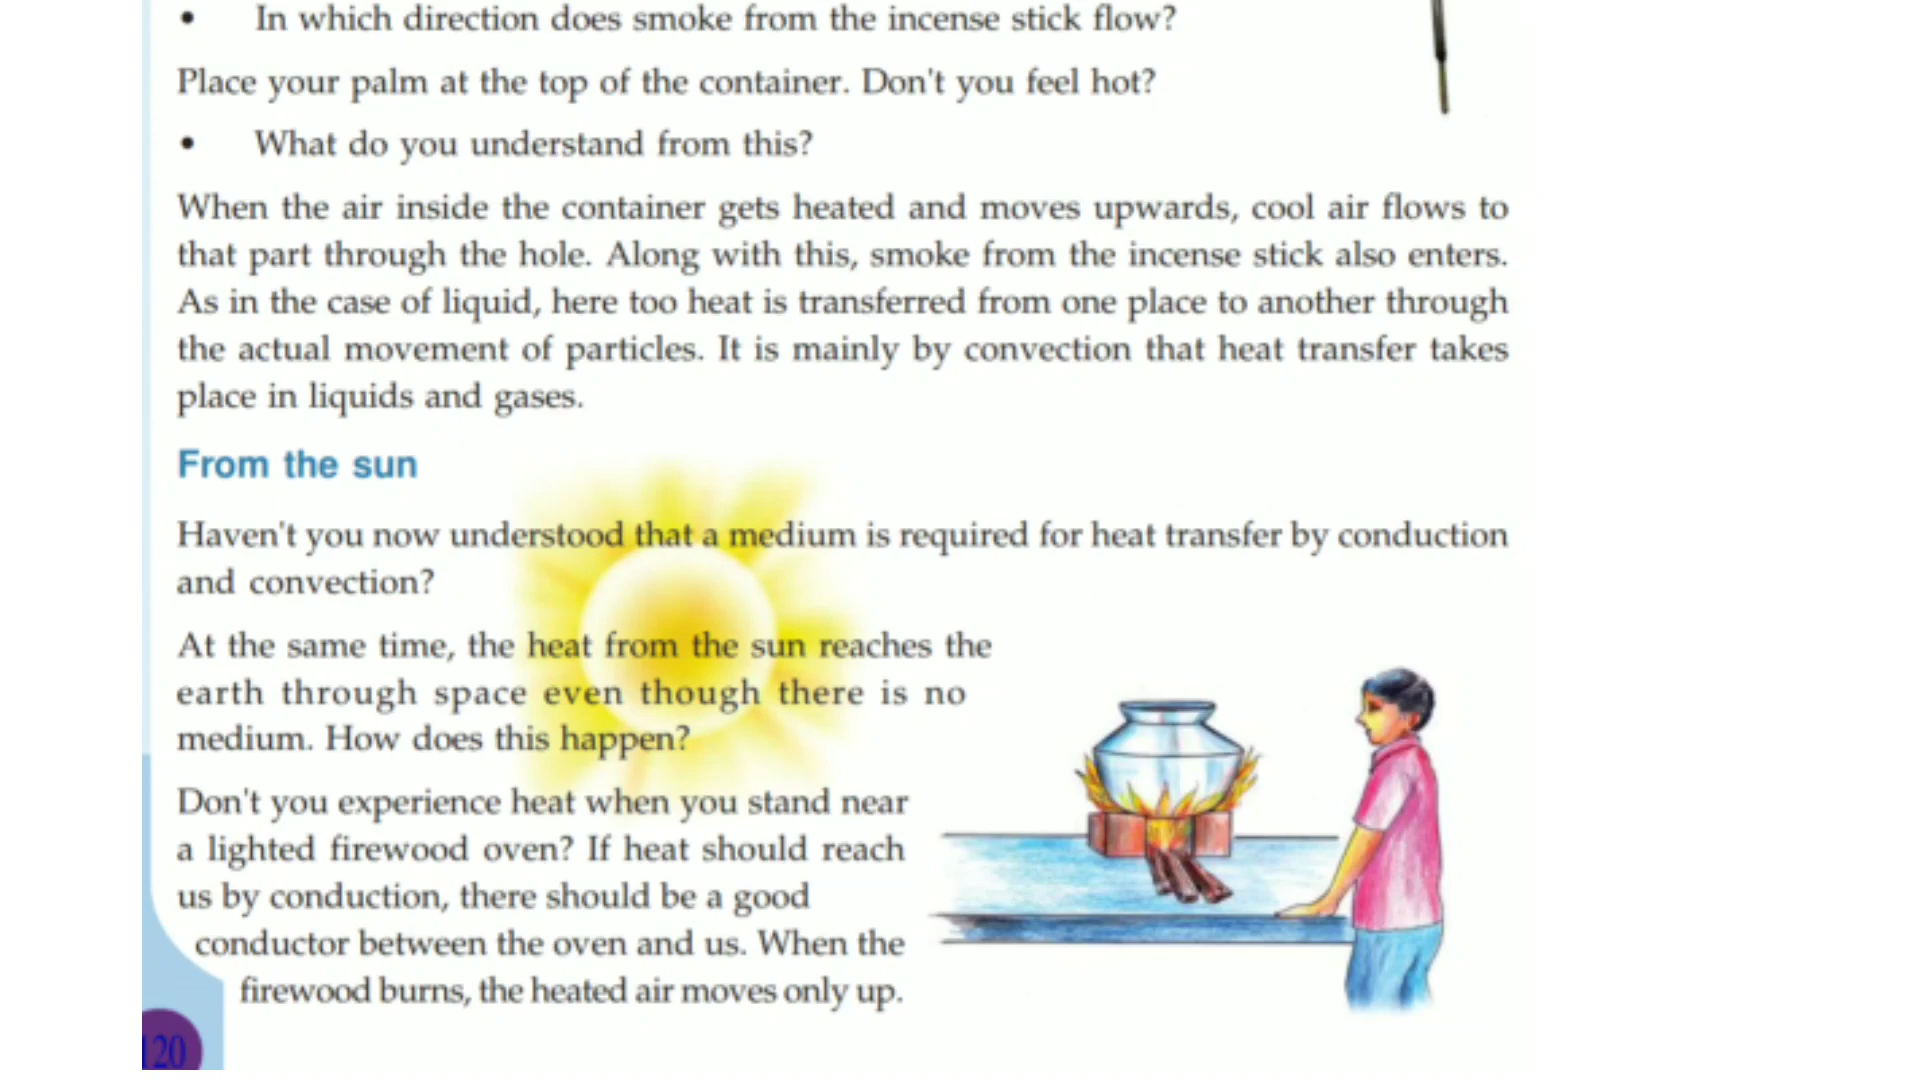 • In which direction does smoke from the incense stick flow?
Place your palm at the top of the container. Don't you feel hot?
• What do you understand from this?
When the air inside the container gets heated and moves upwards, cool air flows to
that part through the hole. Along with this, smoke from the incense stick also enters.
As in the case of liquid, here too heat is transferred from one place to another through
the actual movement of particles. It is mainly by convection that heat transfer takes
place in liquids and gases.
From the sun
Haven't you now understood that a medium is required for heat transfer by conduction
and convection?
At the same time, the heat from the sun reaches the
earth through space even though there is no
medium. How does this happen?
Don't you experience heat when you stand near
a lighted firewood oven? If heat should reach
us by conduction, there should be a good
conductor between the oven and us. When the
firewood burns, the heated air moves only up.
120